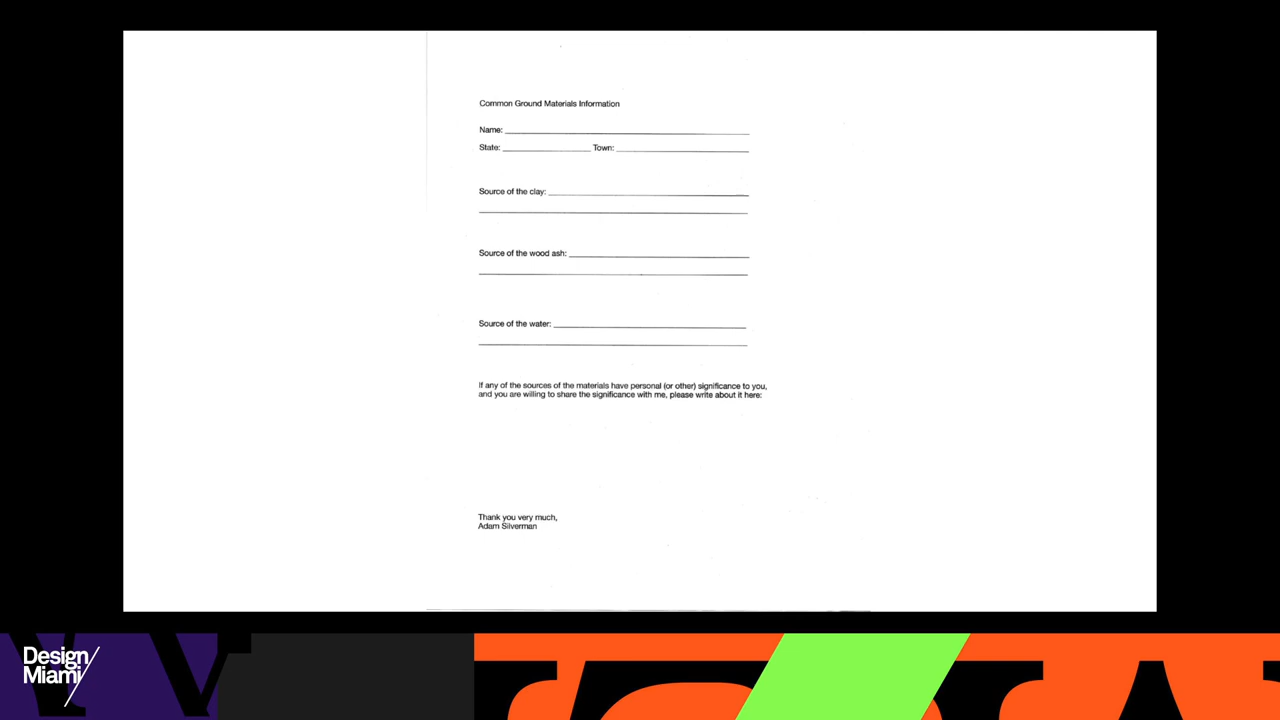 Common Ground Materials Information
Name:
State: Town:
Source of the clay:
Source of the wood ash:
Source of the water:
If any of the sources of the materials have personal (or other) significance to you,
and you are willing to share the significance with me, please write about it here:
Thank you very much,
Adam Silverman
Design
Miami/